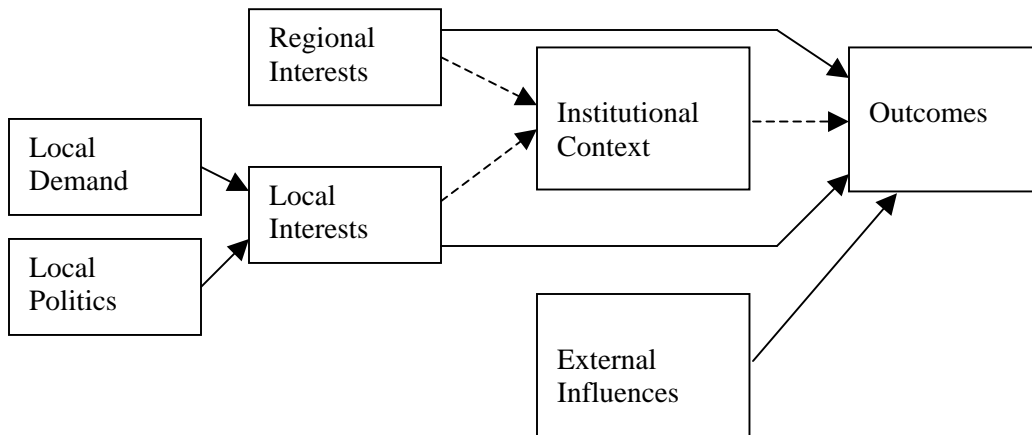 Regional
Interests
Institutional
Context
Outcomes
Local
Demand
Local
Interests
Local
Politics
External
Influences